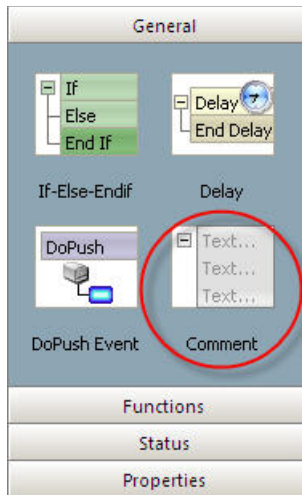 General
If
Else
End If
Delay
End Delay
If-Else-Endif
Delay
DoPush
Text...
Text...
Text...
DoPush Event
Comment
Functions
Status
Properties